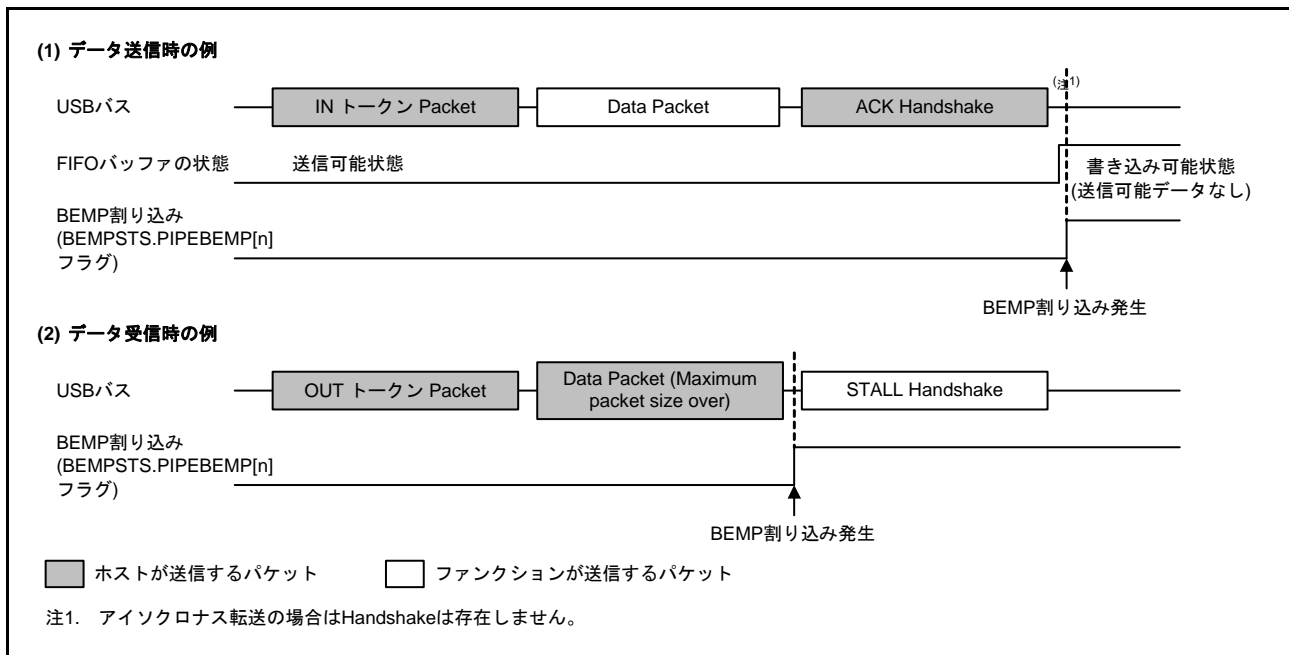 (1) データ送信時の例
(注1)
USBバス
IN トークン Packet
Data Packet
ACK Handshake
FIFOバッファの状態
送信可能状態
書き込み可能状態
(送信可能データなし)
BEMP割り込み
(BEMPSTS.PIPEBEMP[n]
フラグ)
BEMP割り込み発生
(2) データ受信時の例
USBバス
OUT トークン Packet
Data Packet (Maximum
packet size over)
STALL Handshake
BEMP割り込み
(BEMPSTS.PIPEBEMP[n]
フラグ)
BEMP割り込み発生
ホストが送信するパケット
ファンクションが送信するパケット
注1. アイソクロナス転送の場合はHandshakeは存在しません。